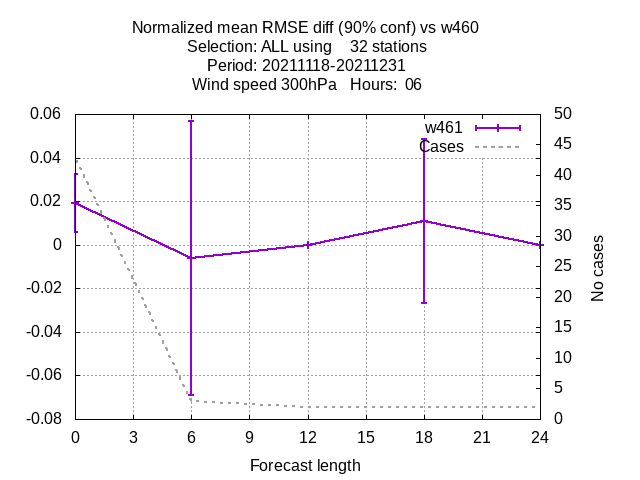 Normalized mean RMSE diff (90% conf) vs w460
Selection: ALL using    32 stations
Period: 20211118-20211231
Wind speed 300hPa   Hours:  06
w461
Cases
0.06
0.04
0.02
0
-0.02
-0.04
-0.06
-0.08
50
45
40
35
30
25
20
15
10
5
0
No cases
0 3 6 9 12 15 18 21 24
Forecast length